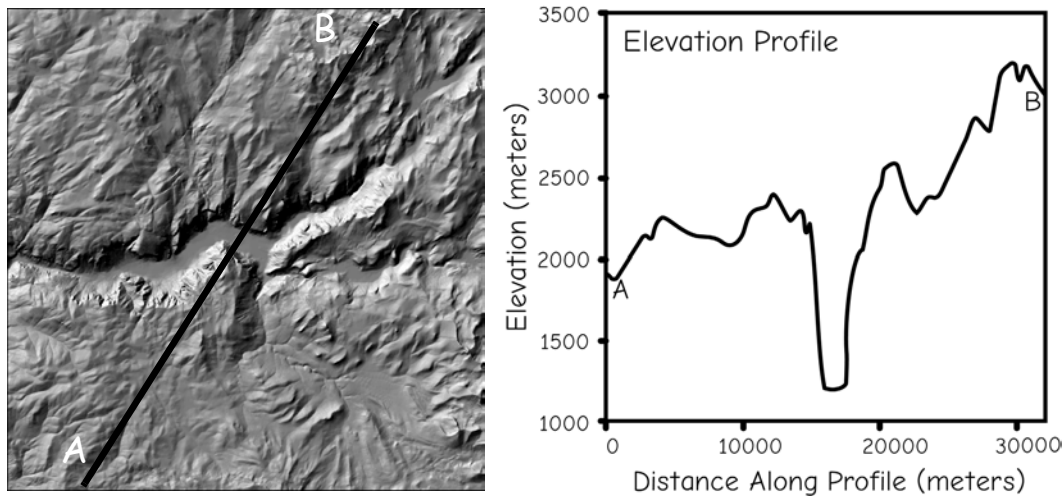 B
A
Elevation Profile
Elevation (meters)
3500
3000
2500
2000
1500
1000
A
B
0
10000
20000
30000
Distance Along Profile (meters)